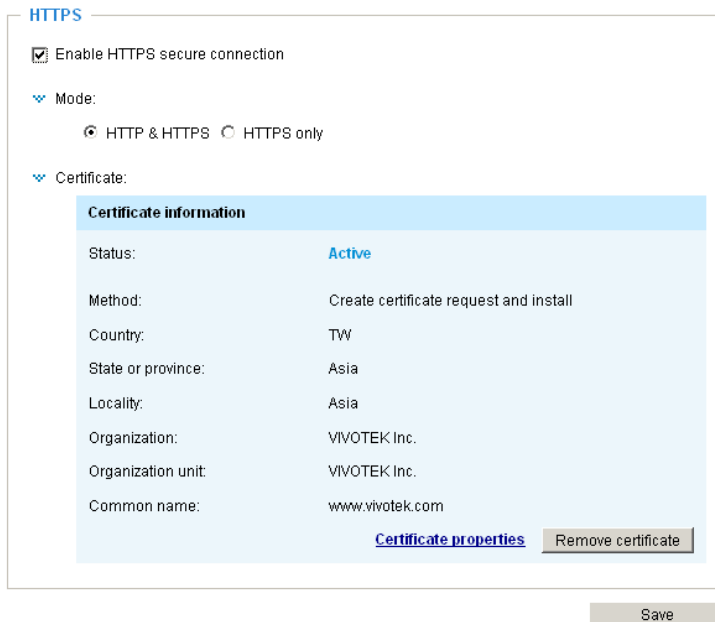 HTTPS
Enable HTTPS secure connection
Mode:
HTTP & HTTPS HTTPS only
Certificate:
Certificate information
Status: Active
Method: Create certificate request and install
Country: TW
State or province: Asia
Locality: Asia
Organization: VIVOTEK Inc.
Organization unit: VIVOTEK Inc.
Common name: www.vivotek.com
Certificate properties Remove certificate
Save